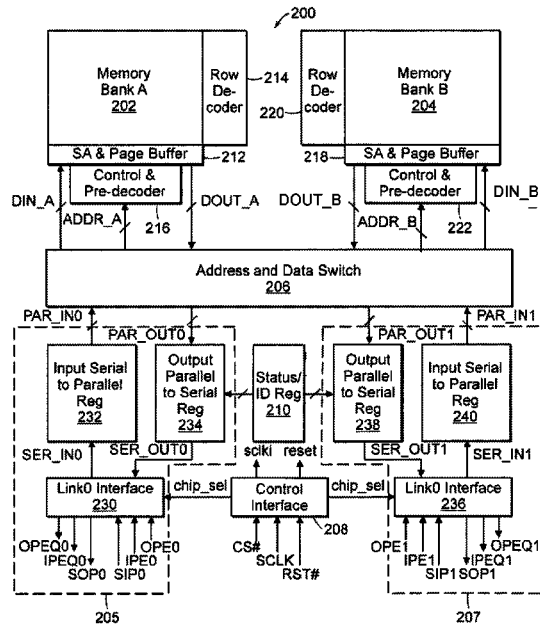 200
Memory
Bank A
202
Row
De-
coder
214
220
Row
De-
coder
Memory
Bank B
204
SA & Page Buffer
212
218
SA & Page Buffer
Control &
Pre-decoder
Control &
Pre-decoder
DIN_A
ADDR_A
216
DOUT_A
DOUT_B
ADDR_B
222
DIN_B
Address and Data Switch
206
PAR_IN0
PAR_OUT0
PAR_OUT1
PAR_IN1
Input Serial
to Parallel
Reg
232
Output
Parallel
to Serial
Reg
234
Status/
ID Reg
210
Output
Parallel
to Serial
Reg
238
Input Serial
to Parallel
Reg
240
SER_IN0
SER_OUT0
sclki
reset
SER_OUT1
SER_IN1
Link0 Interface
230
chip_sel
Control
Interface
208
chip_sel
Link0 Interface
236
OPEQ0
IPEQ0
SOP0
SIP0
IPE0
OPE0
CS#
SCLK
RST#
OPE1
IPE1
SIP1
SOP1
IPEQ1
OPEQ1
205
207